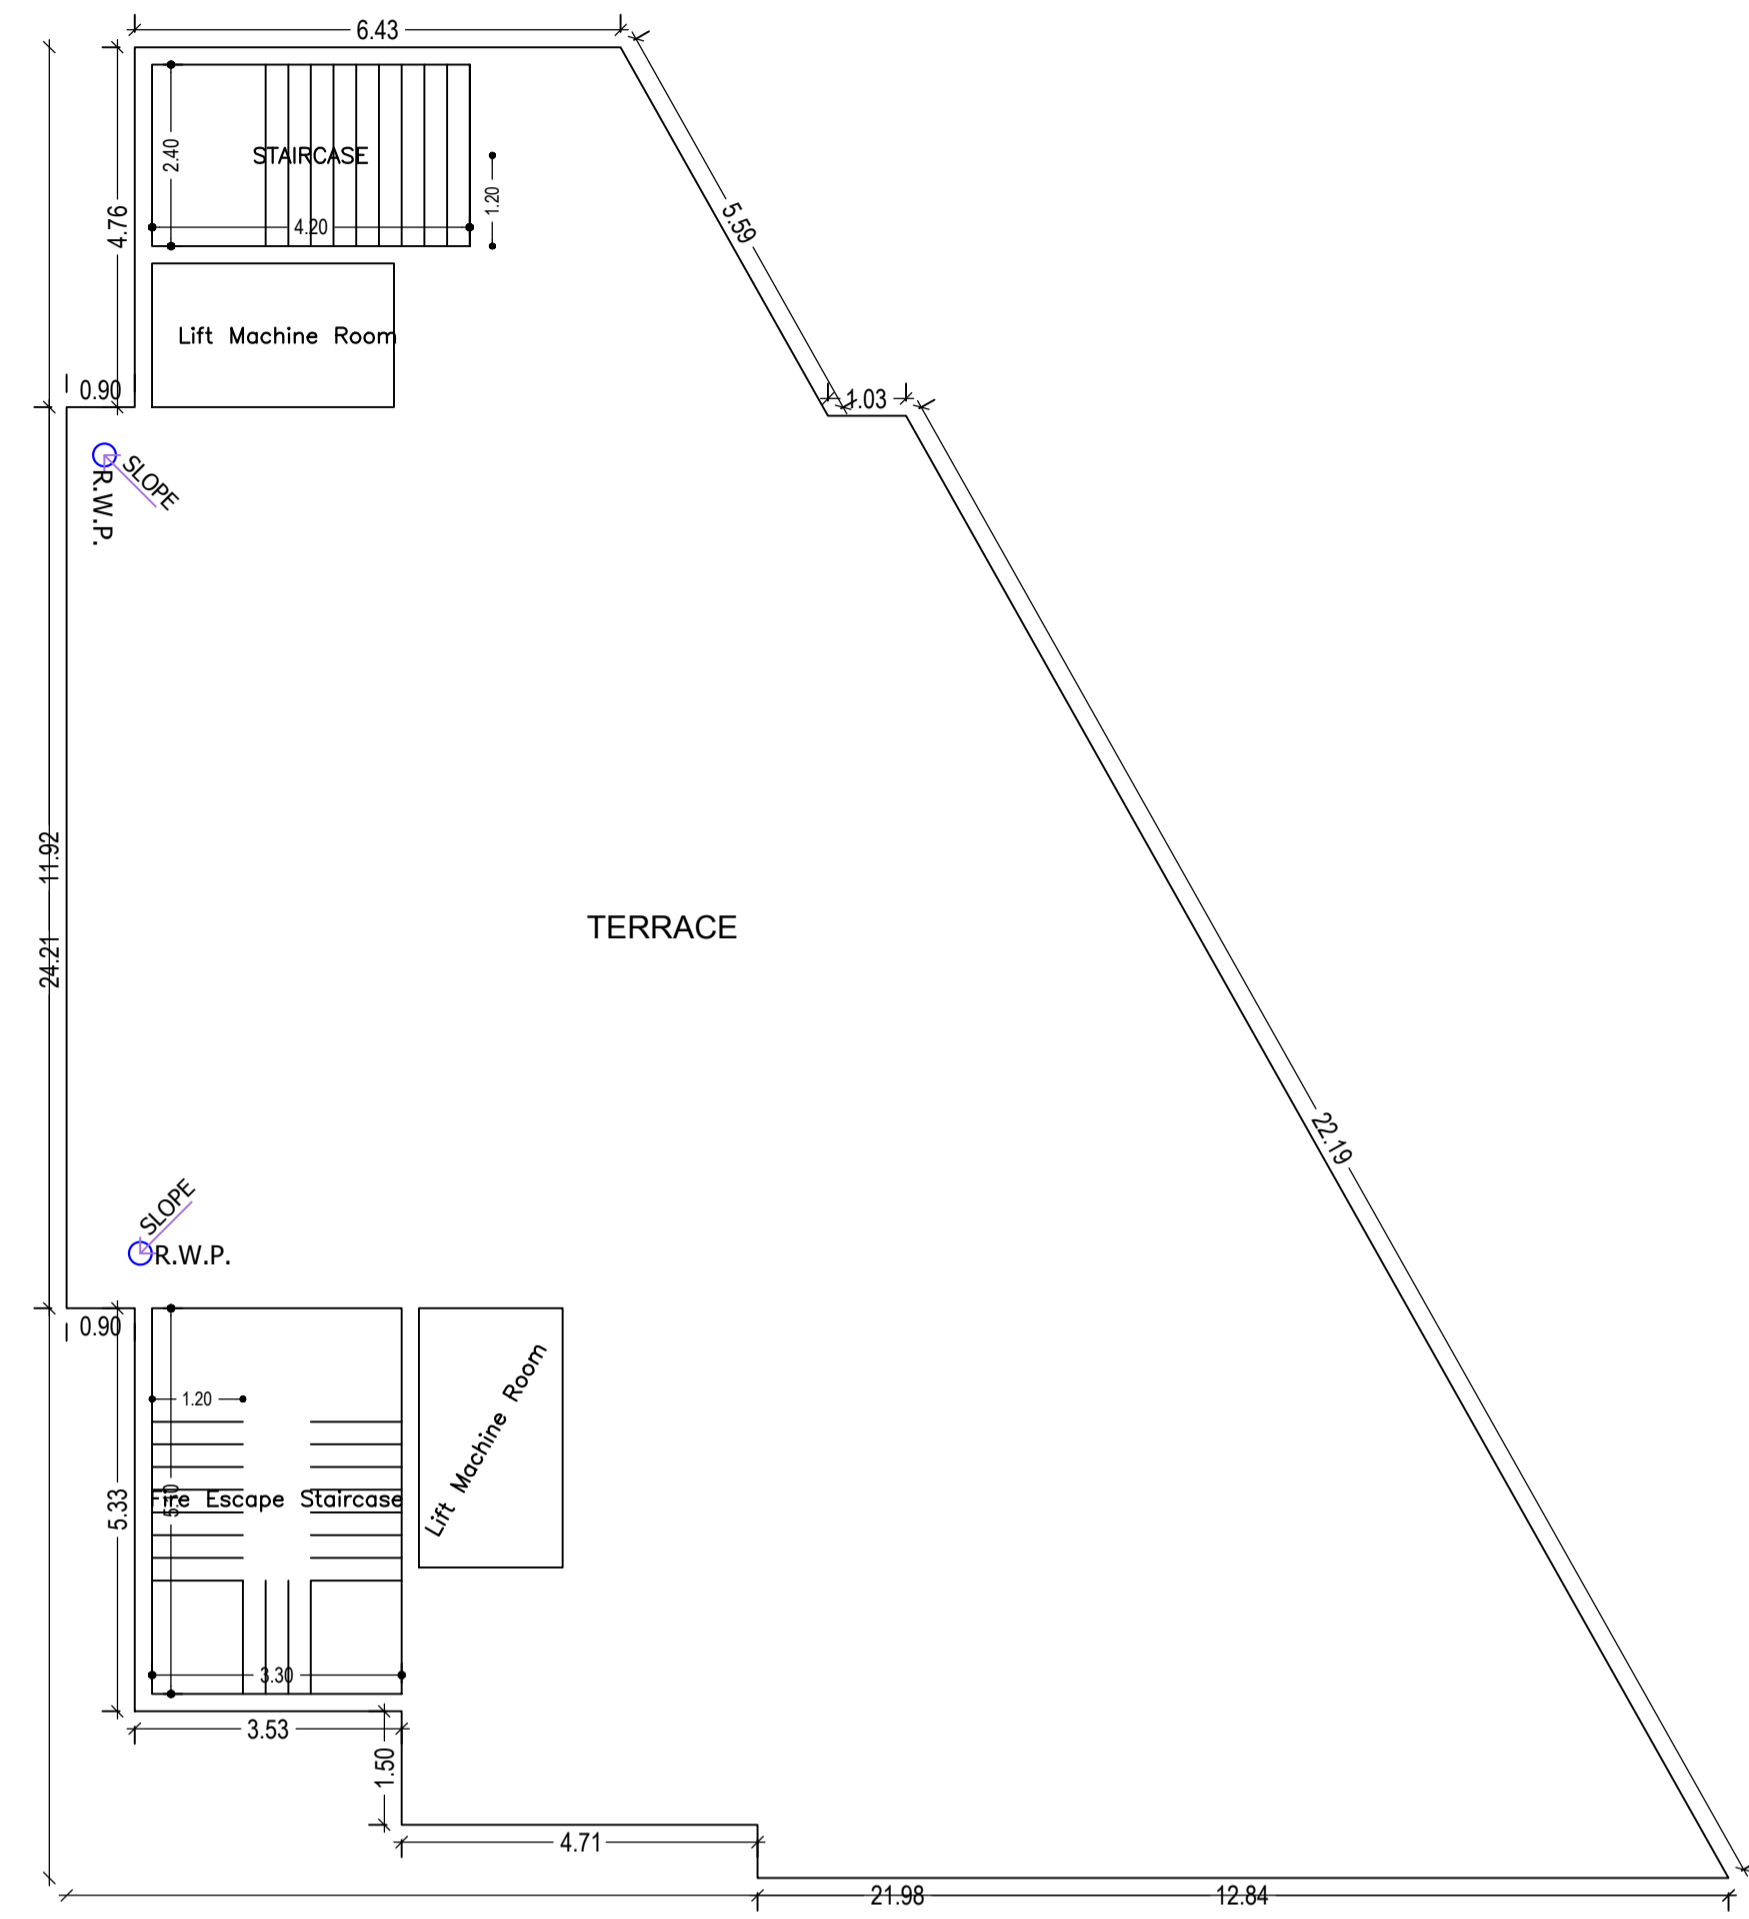 6.43
2.40
STAIRCASE
1.20
4.20
4.76
5.59
Lift Machine Room
0.90
1.03
SLOPE
R.W.P.
11.92
24.21
TERRACE
22.19
SLOPE
R.W.P.
0.90
1.20
Lift Machine Room
5.33
Fire Escape Staircase
3.30
3.53
1.50
4.71
21.98
12.84